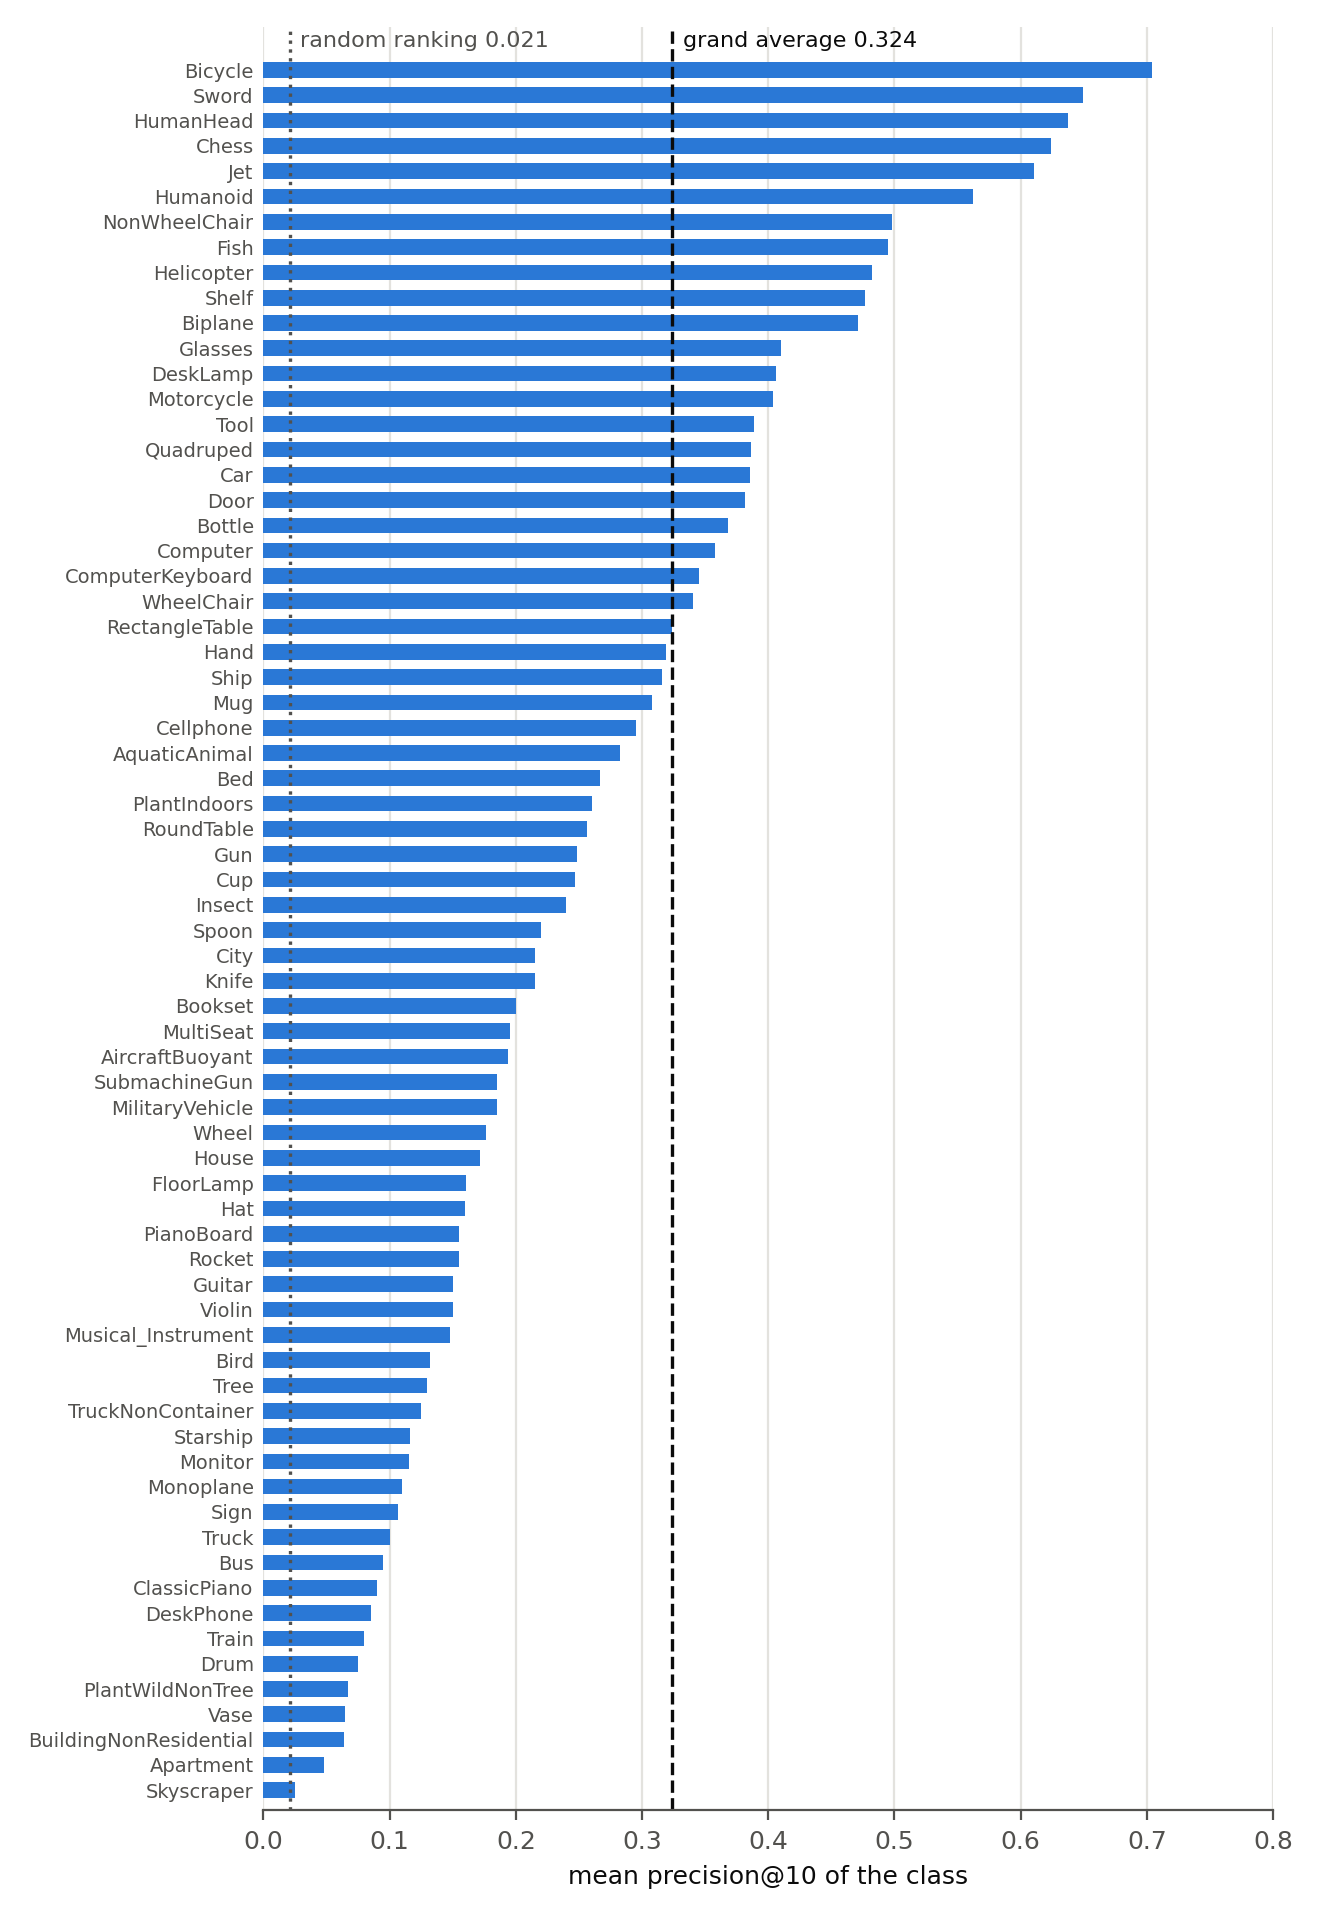 random ranking 0.021
grand average 0.324
Bicycle
Sword
HumanHead
Chess
Jet
Humanoid
NonWheelChair
Fish
Helicopter
Shelf
Biplane
Glasses
DeskLamp
Motorcycle
Tool
Quadruped
Car
Door
Bottle
Computer
ComputerKeyboard
WheelChair
RectangleTable
Hand
Ship
Mug
Cellphone
AquaticAnimal
Bed
PlantIndoors
RoundTable
Gun
Cup
Insect
Spoon
City
Knife
Bookset
MultiSeat
AircraftBuoyant
SubmachineGun
MilitaryVehicle
Wheel
House
FloorLamp
Hat
PianoBoard
Rocket
Guitar
Violin
Musical_Instrument
Bird
Tree
TruckNonContainer
Starship
Monitor
Monoplane
Sign
Truck
Bus
ClassicPiano
DeskPhone
Train
Drum
PlantWildNonTree
Vase
BuildingNonResidential
Apartment
Skyscraper
0.0 0.1 0.2 0.3 0.4 0.5 0.6 0.7 0.8
mean precision@10 of the class